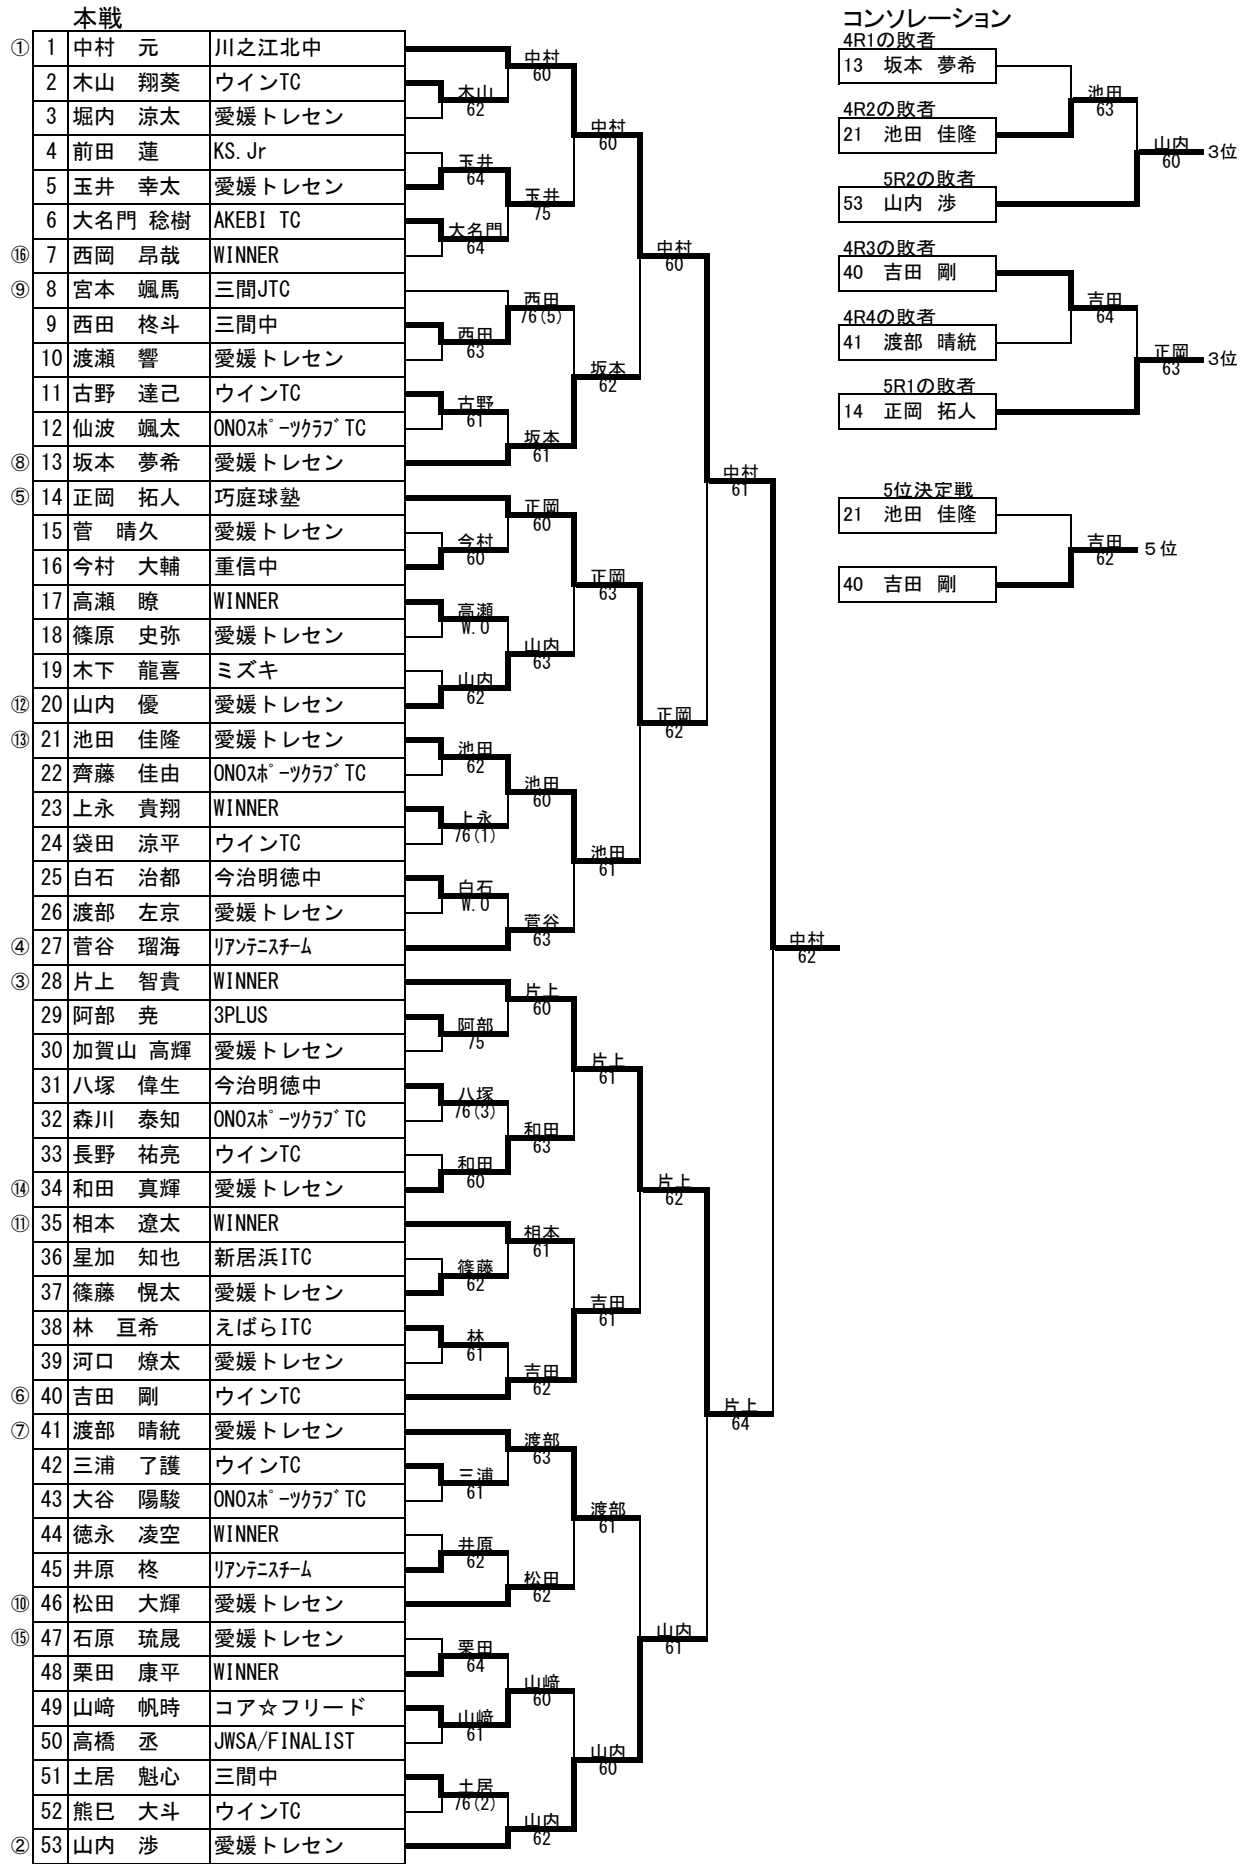 本戦
① 1 中村 元 川之江北中
2 木山 翔葵 ウインTC
3 堀内 涼太 愛媛トレセン
4 前田 蓮 KS.Jr
5 玉井 幸太 愛媛トレセン
6 大名門 稔樹 AKEBI TC
⑯ 7 西岡 昂哉 WINNER
⑨ 8 宮本 颯馬 三間JTC
9 西田 柊斗 三間中
10 渡瀬 響 愛媛トレセン
11 古野 達己 ウインTC
12 仙波 颯太 ONOスポーツクラブTC
⑧ 13 坂本 夢希 愛媛トレセン
⑤ 14 正岡 拓人 巧庭球塾
15 菅 晴久 愛媛トレセン
16 今村 大輔 重信中
17 高瀬 瞭 WINNER
18 篠原 史弥 愛媛トレセン
19 木下 龍喜 ミズキ
⑫ 20 山内 優 愛媛トレセン
⑬ 21 池田 佳隆 愛媛トレセン
22 齊藤 佳由 ONOスポーツクラブTC
23 上永 貴翔 WINNER
24 袋田 涼平 ウインTC
25 白石 治都 今治明徳中
26 渡部 左京 愛媛トレセン
④ 27 菅谷 瑠海 リアンテニスチーム
③ 28 片上 智貴 WINNER
29 阿部 尭 3PLUS
30 加賀山 高輝 愛媛トレセン
31 八塚 偉生 今治明徳中
32 森川 泰知 ONOスポーツクラブTC
33 長野 祐亮 ウインTC
⑭ 34 和田 真輝 愛媛トレセン
⑪ 35 相本 遼太 WINNER
36 星加 知也 新居浜ITC
37 篠藤 愰太 愛媛トレセン
38 林 亘希 えばらITC
39 河口 燎太 愛媛トレセン
⑥ 40 吉田 剛 ウインTC
⑦ 41 渡部 晴統 愛媛トレセン
42 三浦 了護 ウインTC
43 大谷 陽駿 ONOスポーツクラブTC
44 徳永 凌空 WINNER
45 井原 柊 リアンテニスチーム
⑩ 46 松田 大輝 愛媛トレセン
⑮ 47 石原 琉晟 愛媛トレセン
48 栗田 康平 WINNER
49 山﨑 帆時 コア☆フリード
50 高橋 丞 JWSA/FINALIST
51 土居 魁心 三間中
52 熊巳 大斗 ウインTC
② 53 山内 渉 愛媛トレセン
木山
62
玉井
64
大名門
64
西田
63
古野
61
今村
60
高瀬
W.O
山内
62
池田
62
上永
76(1)
白石
W.O
阿部
75
八塚
76(3)
和田
60
篠藤
62
林
61
三浦
61
井原
62
栗田
64
山﨑
61
土居
76(2)
中村
60
玉井
75
西田
76(5)
坂本
61
正岡
60
山内
63
池田
60
菅谷
63
片上
60
和田
63
相本
61
吉田
62
渡部
63
松田
62
山﨑
60
山内
62
中村
60
坂本
62
正岡
63
池田
61
片上
61
吉田
61
渡部
61
山内
60
中村
60
正岡
62
片上
62
山内
61
中村
61
片上
64
中村
62
コンソレーション
4R1の敗者
13 坂本 夢希
4R2の敗者
21 池田 佳隆
池田
63
5R2の敗者
53 山内 渉
山内
60
3位
4R3の敗者
40 吉田 剛
4R4の敗者
41 渡部 晴統
吉田
64
5R1の敗者
14 正岡 拓人
正岡
63
3位
5位決定戦
21 池田 佳隆
40 吉田 剛
吉田
62
5位